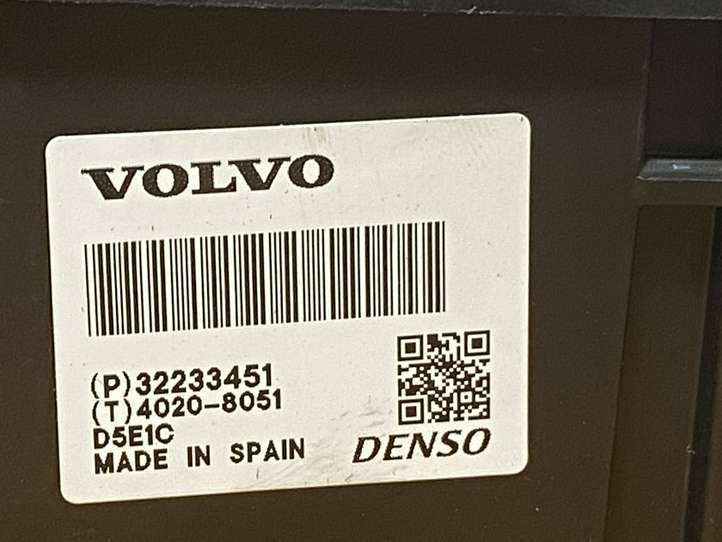 VOLVO
(P)32233451
(T)4020-8051
D5E1C
MADE IN SPAIN
DENSO